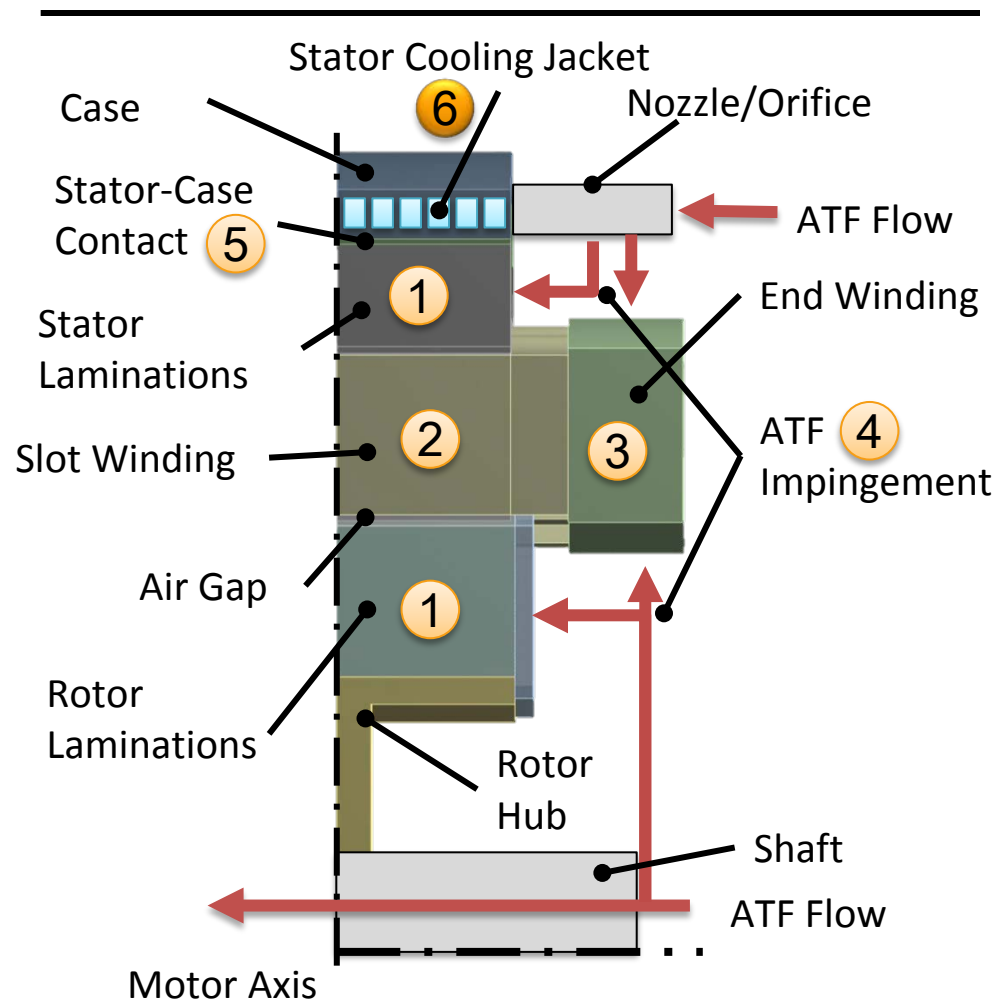 Stator Cooling Jacket
6
Case
Nozzle/Orifice
Stator-Case
Contact 5
ATF Flow
1
End Winding
Stator
Laminations
Slot Winding
2
3
ATF 4
Impingement
Air Gap
1
Rotor
Laminations
Rotor
Hub
Shaft
ATF Flow
Motor Axis